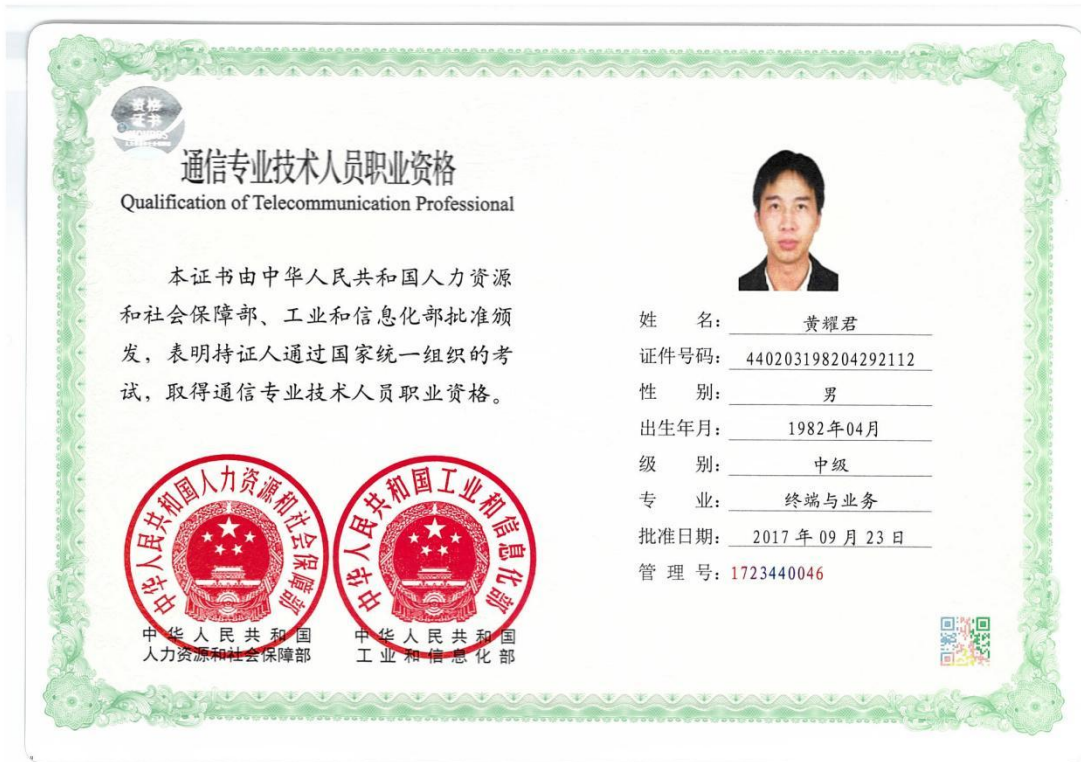 资格
证书
通信专业技术人员职业资格
Qualification of Telecommunication Professional
本证书由中华人民共和国人力资源
和社会保障部、工业和信息化部批准颁
发，表明持证人通过国家统一组织的考
试，取得通信专业技术人员职业资格。
中华人民共和国人力资源和社会保障部
中华人民共和国
人力资源和社会保障部
中华人民共和国工业和信息化部
中华人民共和国
工业和信息化部
姓 名：黄耀君
证件号码：440203198204292112
性 别：男
出生年月：1982年04月
级 别：中级
专 业：终端与业务
批准日期：2017 年 09 月 23 日
管 理 号：1723440046